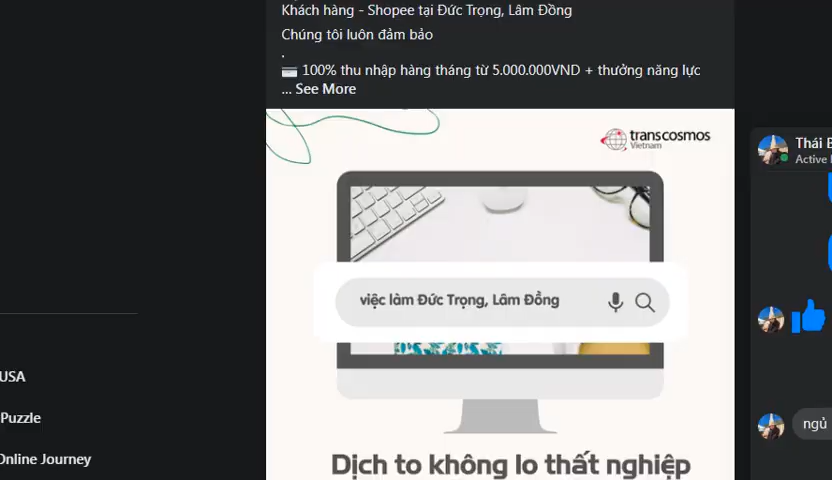 Khách hàng - Shopee tại Đức Trọng, Lâm Đồng
Chúng tôi luôn đảm bảo
.
100% thu nhập hàng tháng từ 5.000.000VND + thưởng năng lực
... See More
transcosmos
Vietnam
Thái
Active
việc làm Đức Trọng, Lâm Đồng
USA
Puzzle
Online Journey
ngủ
Dịch to không lo thất nghiệp